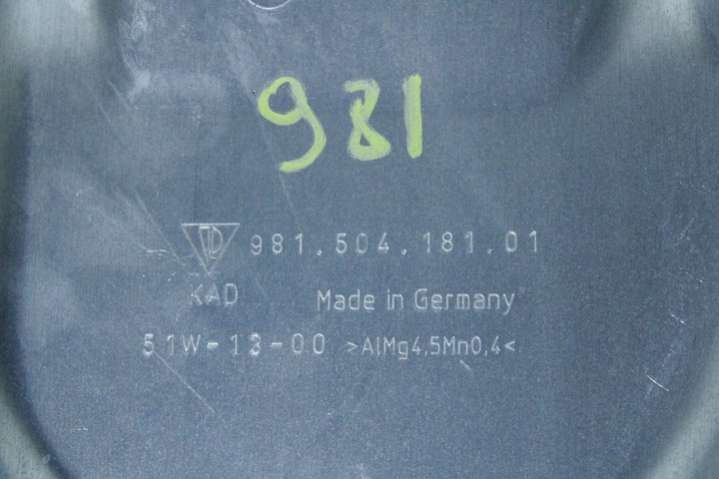 981
981.504.181.01
KAD
Made in Germany
51W-13-00 >AlMg4,5Mn0,4<